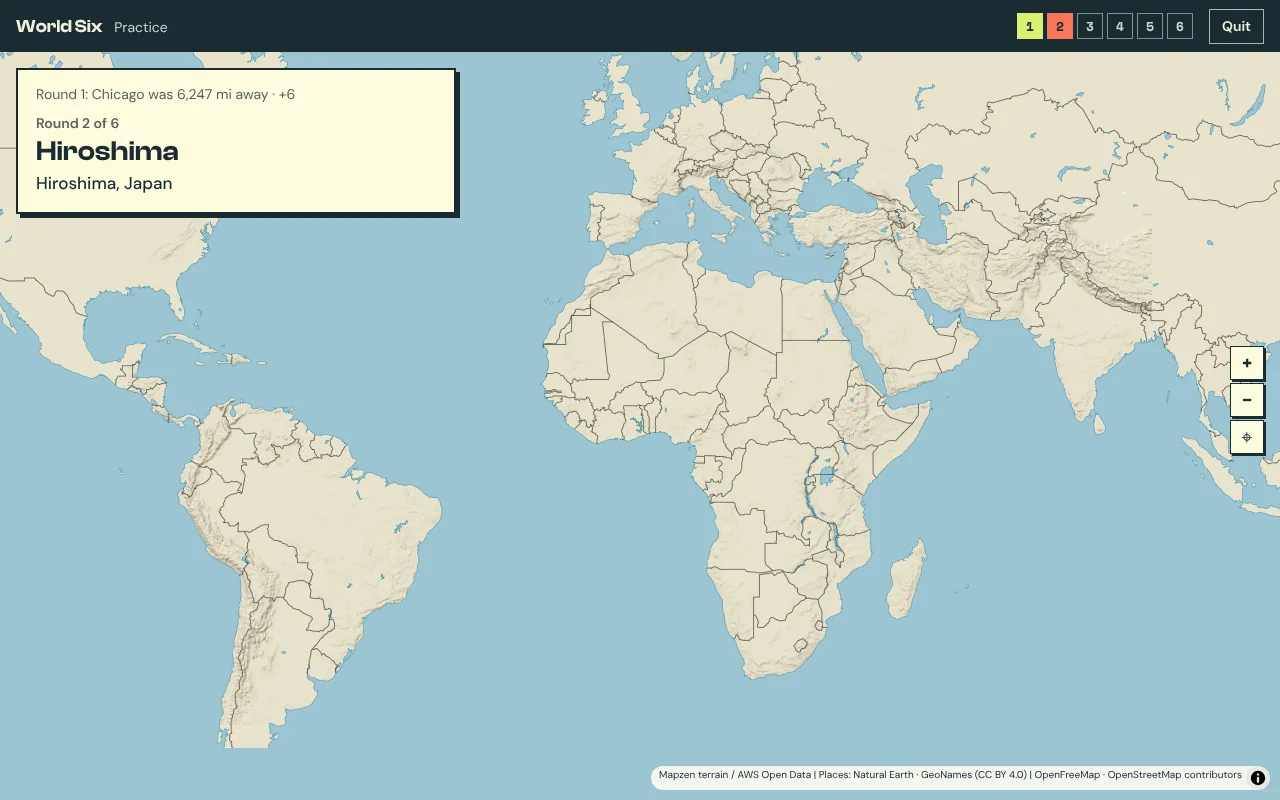 World Six
Practice
1 2 3 4 5 6
Quit
Round 1: Chicago was 6,247 mi away · +6
Round 2 of 6
Hiroshima
Hiroshima, Japan
+
−
Mapzen terrain / AWS Open Data | Places: Natural Earth · GeoNames (CC BY 4.0) | OpenFreeMap · OpenStreetMap contributors